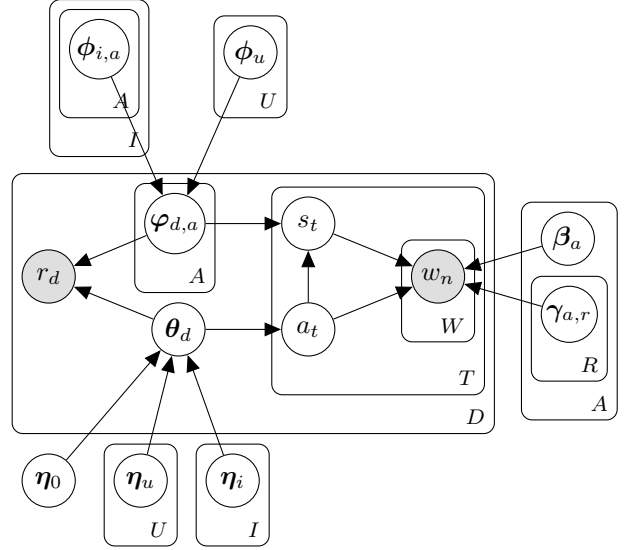 ϕ_{i,a}
A
I
ϕ_u
U
φ_{d,a}
A
s_t
r_d
w_n
W
θ_d
a_t
T
D
β_a
γ_{a,r}
R
A
η_0
η_u
U
η_i
I